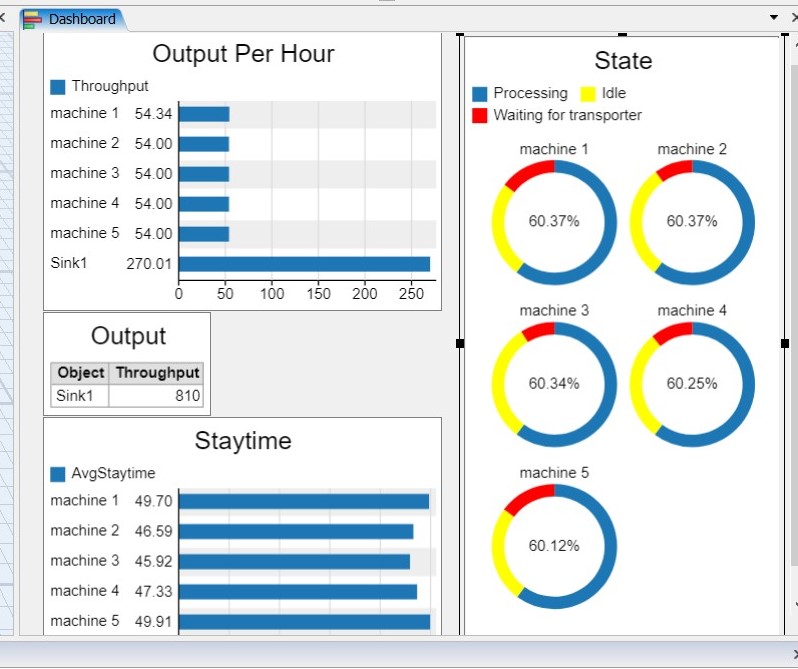 Dashboard
Output Per Hour
Throughput
machine 1 54.34
machine 2 54.00
machine 3 54.00
machine 4 54.00
machine 5 54.00
Sink1 270.01
0 50 100 150 200 250
Output
Object Throughput
Sink1 810
Staytime
AvgStaytime
machine 1 49.70
machine 2 46.59
machine 3 45.92
machine 4 47.33
machine 5 49.91
State
Processing Idle
Waiting for transporter
machine 1 machine 2
60.37% 60.37%
machine 3 machine 4
60.34% 60.25%
machine 5
60.12%